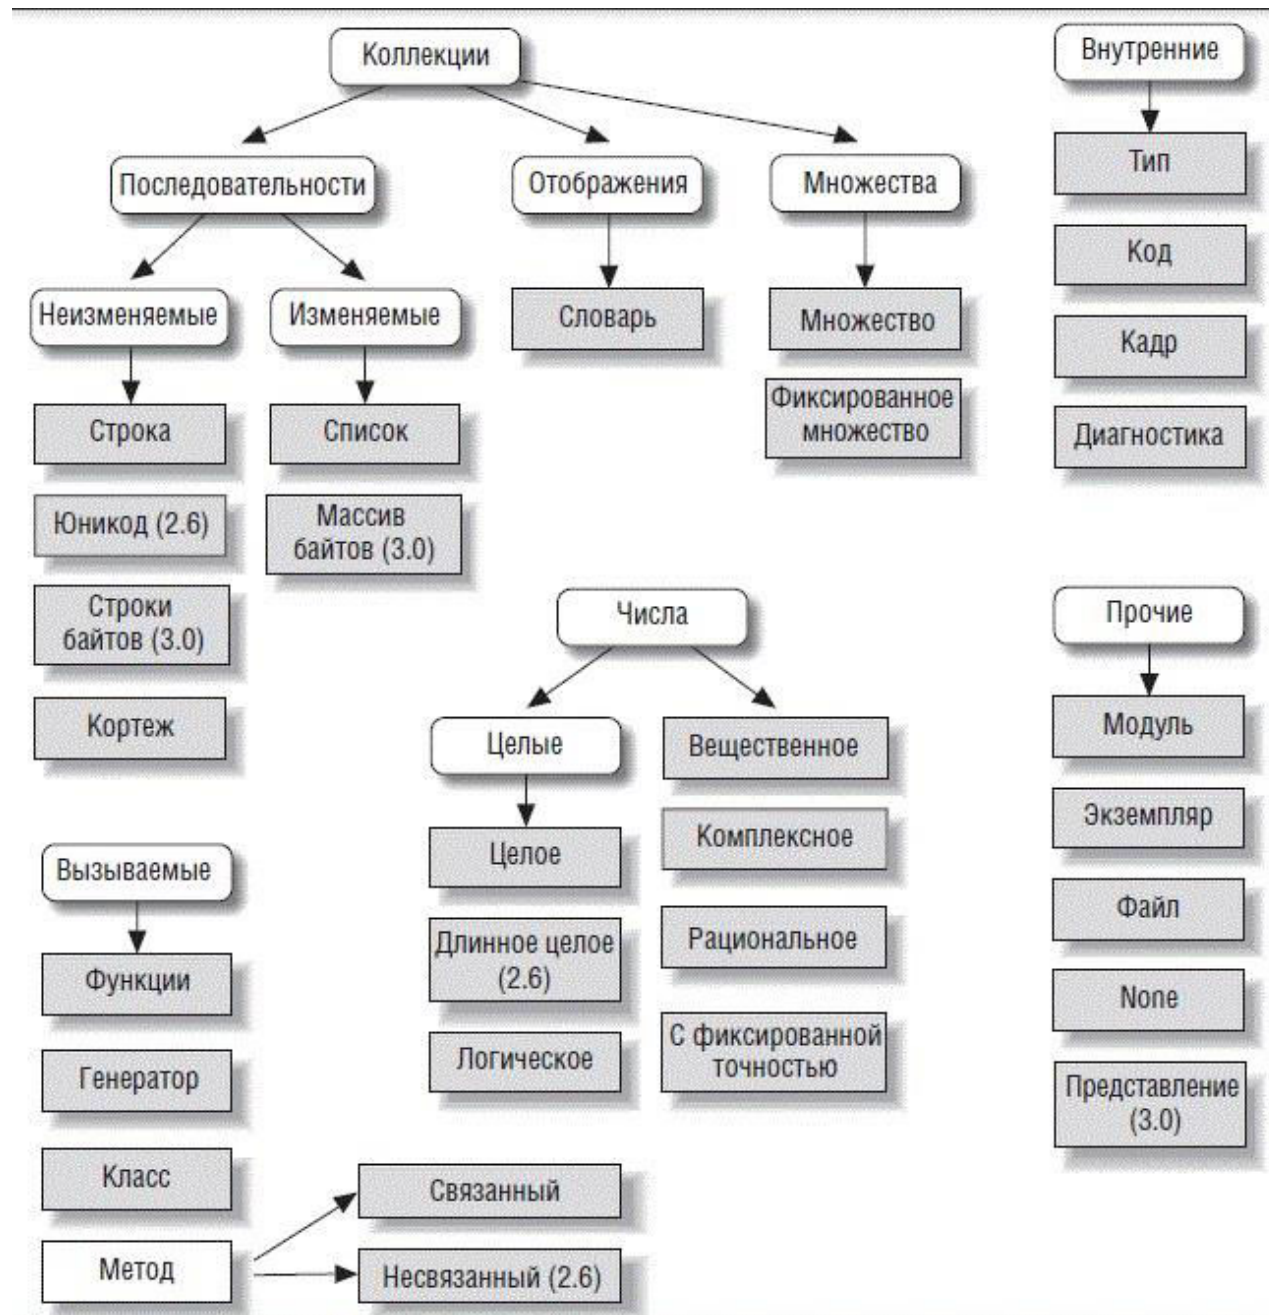 Коллекции
Последовательности
Отображения
Множества
Неизменяемые
Изменяемые
Словарь
Множество
Фиксированное
множество
Строка
Список
Юникод (2.6)
Массив
байтов (3.0)
Строки
байтов (3.0)
Кортеж
Внутренние
Тип
Код
Кадр
Диагностика
Числа
Целые
Вещественное
Целое
Комплексное
Длинное целое
(2.6)
Рациональное
Логическое
С фиксированной
точностью
Прочие
Модуль
Экземпляр
Файл
None
Представление
(3.0)
Вызываемые
Функции
Генератор
Класс
Метод
Связанный
Несвязанный (2.6)